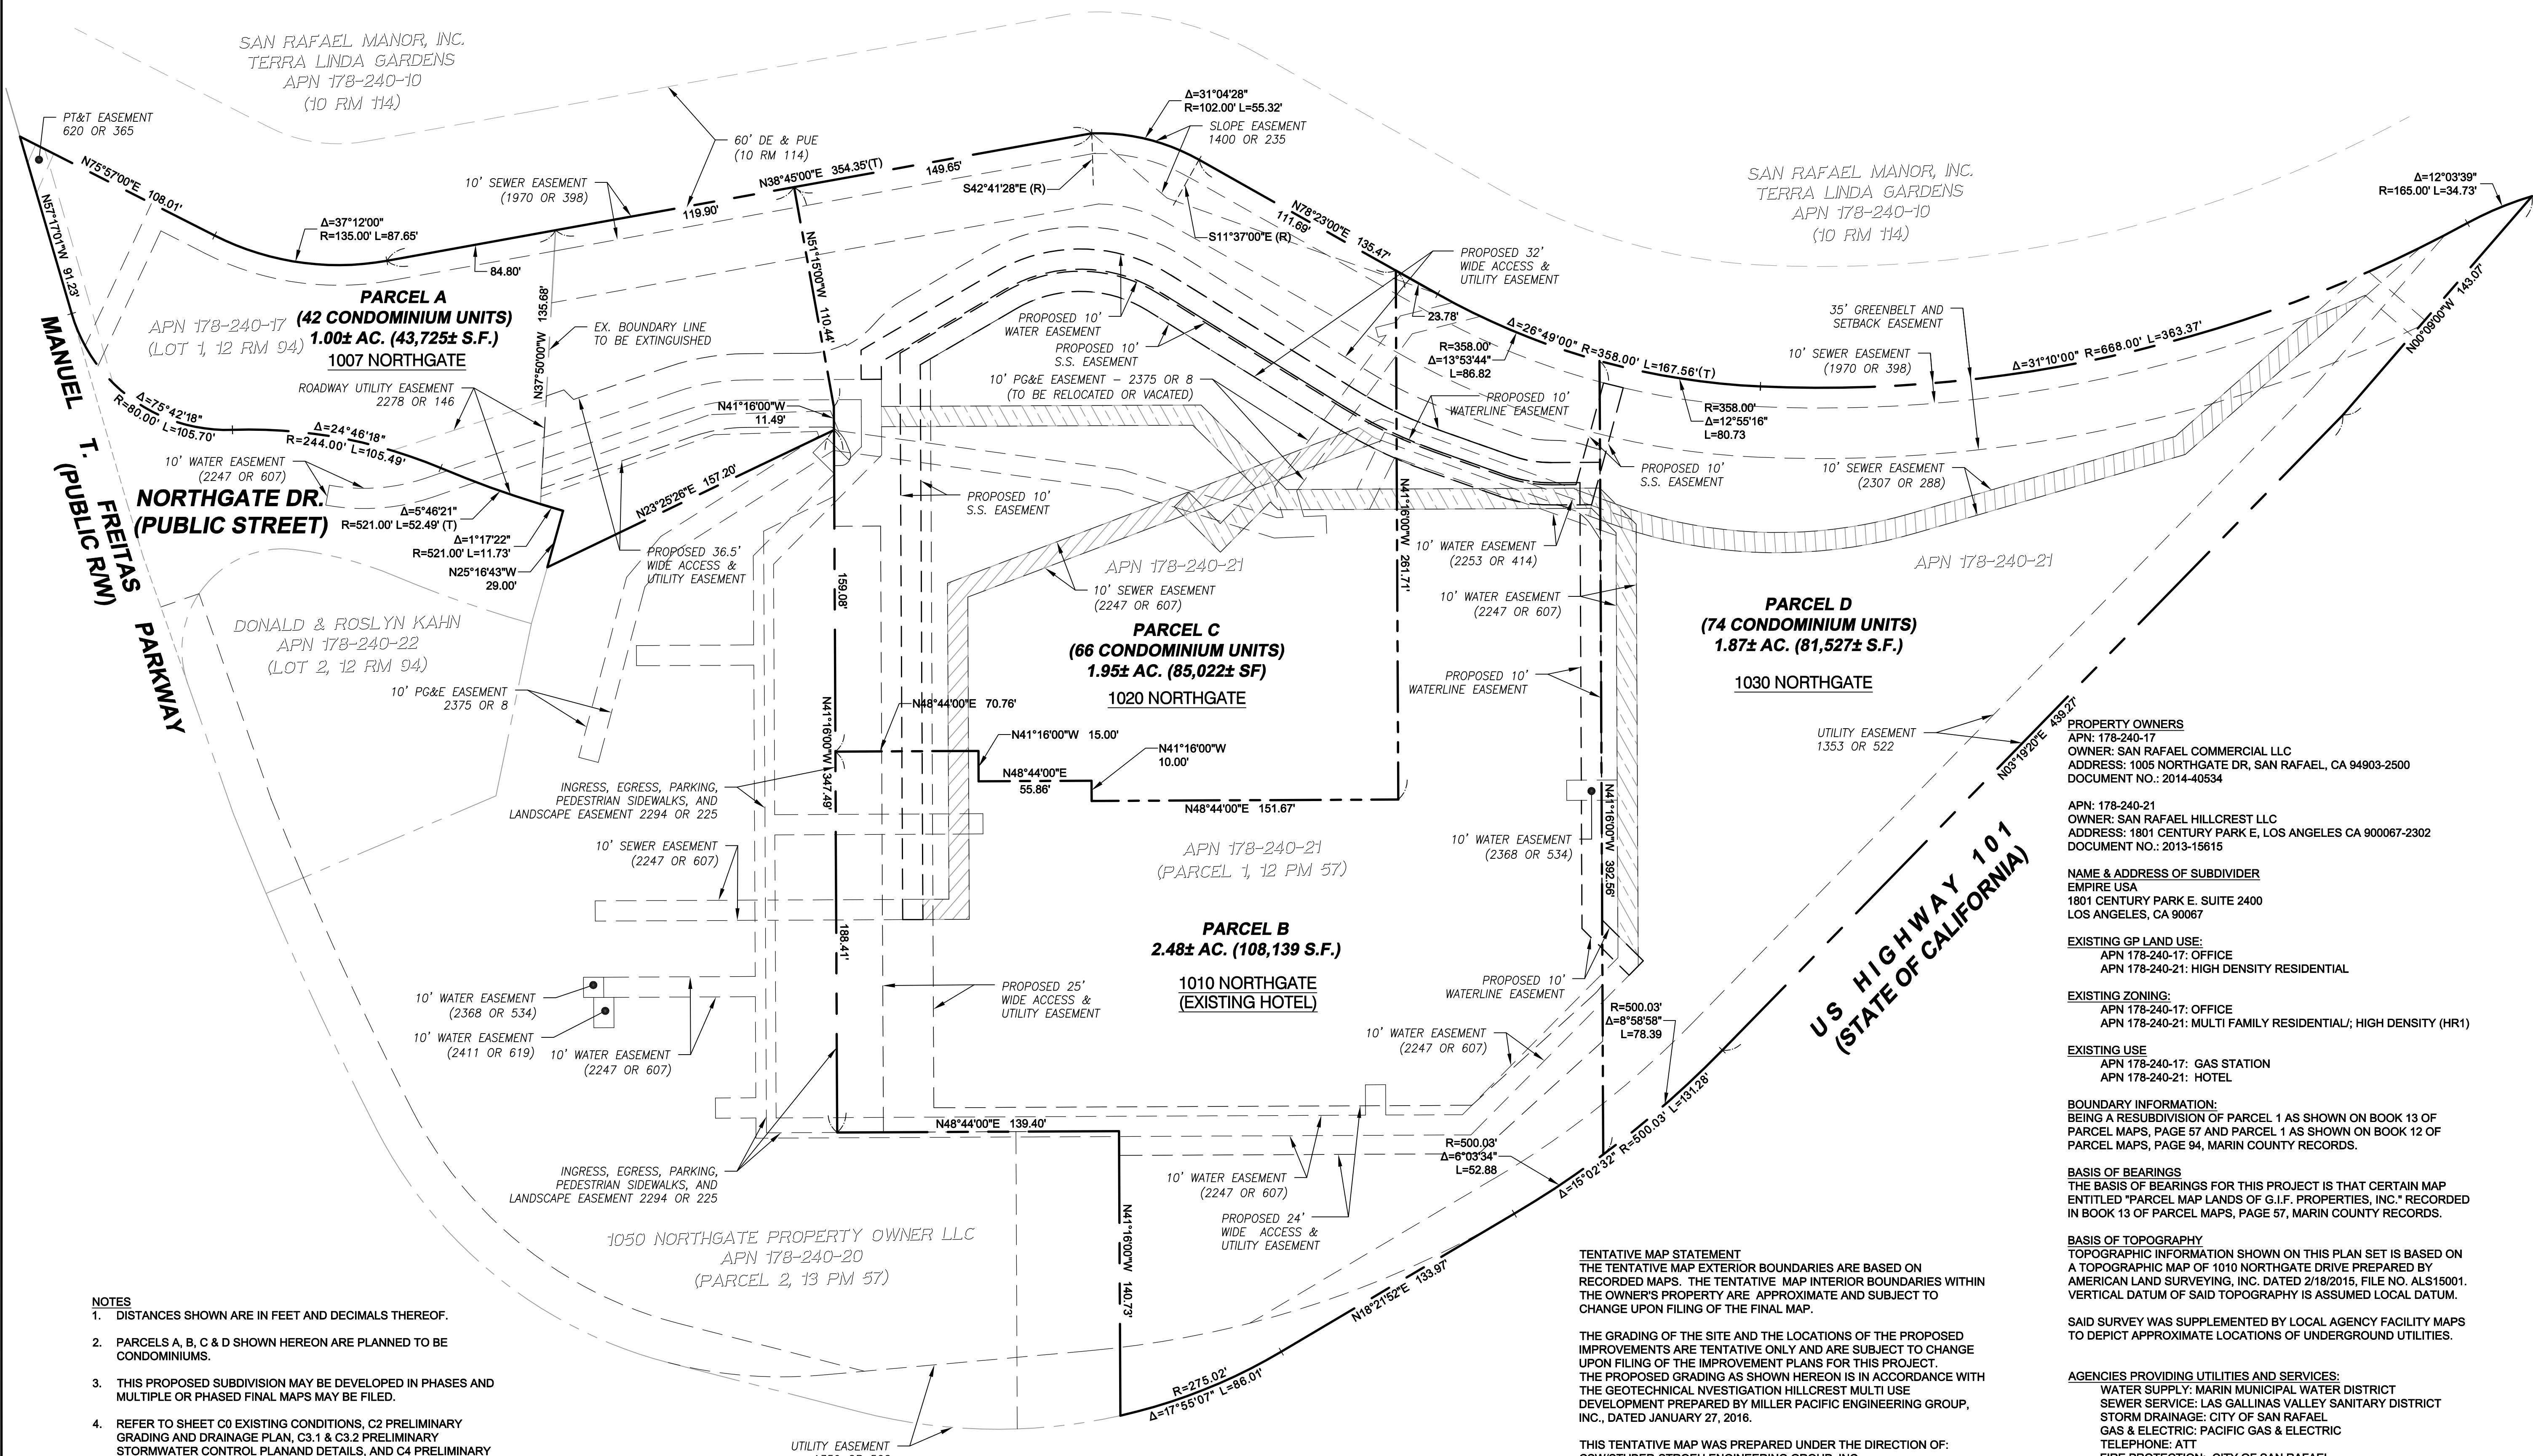 SAN RAFAEL MANOR, INC.
TERRA LINDA GARDENS
APN 178-240-10
(10 RM 114)
PT&T EASEMENT
620 OR 365
N75°57'00"E 108.01'
N57°17'01"W 91.23'
Δ=37°12'00"
R=135.00' L=87.65'
10' SEWER EASEMENT
(1970 OR 398)
60' DE & PUE
(10 RM 114)
N38°45'00"E 354.35'(T)
84.80'
119.90'
149.65'
S42°41'28"E (R)
Δ=31°04'28"
R=102.00' L=55.32'
SLOPE EASEMENT
1400 OR 235
S11°37'00"E (R)
N78°23'00"E 135.47'
111.69'
23.78'
SAN RAFAEL MANOR, INC.
TERRA LINDA GARDENS
APN 178-240-10
(10 RM 114)
Δ=12°03'39"
R=165.00' L=34.73'
N00°09'00"W 143.07'
PARCEL A
(42 CONDOMINIUM UNITS)
1.00± AC. (43,725± S.F.)
1007 NORTHGATE
APN 178-240-17
(LOT 1, 12 RM 94)
N37°50'00"W 135.68'
EX. BOUNDARY LINE
TO BE EXTINGUISHED
N51°15'00"W 110.44'
ROADWAY UTILITY EASEMENT
2278 OR 146
PROPOSED 10'
WATER EASEMENT
PROPOSED 10'
S.S. EASEMENT
10' PG&E EASEMENT - 2375 OR 8
(TO BE RELOCATED OR VACATED)
PROPOSED 32'
WIDE ACCESS &
UTILITY EASEMENT
R=358.00'
Δ=13°53'44"
L=86.82
Δ=26°49'00" R=358.00' L=167.56'(T)
PROPOSED 10'
WATERLINE EASEMENT
R=358.00'
Δ=12°55'16"
L=80.73
35' GREENBELT AND
SETBACK EASEMENT
10' SEWER EASEMENT
(1970 OR 398)
Δ=31°10'00" R=668.00' L=363.37'
N41°16'00"W
11.49'
MANUEL T. FREITAS PARKWAY
(PUBLIC R/W)
Δ=75°42'18"
R=80.00' L=105.70'
Δ=24°46'18"
R=244.00' L=105.49'
10' WATER EASEMENT
(2247 OR 607)
NORTHGATE DR.
(PUBLIC STREET)
Δ=5°46'21"
R=521.00' L=52.49' (T)
Δ=1°17'22"
R=521.00' L=11.73'
N25°16'43"W
29.00'
N23°25'26"E 157.20'
PROPOSED 36.5'
WIDE ACCESS &
UTILITY EASEMENT
PROPOSED 10'
S.S. EASEMENT
PROPOSED 10'
S.S. EASEMENT
10' SEWER EASEMENT
(2307 OR 288)
10' WATER EASEMENT
(2253 OR 414)
10' WATER EASEMENT
(2247 OR 607)
N41°16'00"W 261.71'
APN 178-240-21
10' SEWER EASEMENT
(2247 OR 607)
APN 178-240-21
DONALD & ROSLYN KAHN
APN 178-240-22
(LOT 2, 12 RM 94)
10' PG&E EASEMENT
2375 OR 8
159.08'
PARCEL C
(66 CONDOMINIUM UNITS)
1.95± AC. (85,022± SF)
1020 NORTHGATE
PARCEL D
(74 CONDOMINIUM UNITS)
1.87± AC. (81,527± S.F.)
1030 NORTHGATE
PROPOSED 10'
WATERLINE EASEMENT
UTILITY EASEMENT
1353 OR 522
N03°19'20"E 439.27'
N48°44'00"E 70.76'
N41°16'00"W 15.00'
N41°16'00"W
10.00'
N48°44'00"E
55.86'
N48°44'00"E 151.67'
N41°16'00"W 347.49'
INGRESS, EGRESS, PARKING,
PEDESTRIAN SIDEWALKS, AND
LANDSCAPE EASEMENT 2294 OR 225
10' SEWER EASEMENT
(2247 OR 607)
APN 178-240-21
(PARCEL 1, 12 PM 57)
10' WATER EASEMENT
(2368 OR 534)
N41°16'00"W 392.56'
188.41'
PARCEL B
2.48± AC. (108,139 S.F.)
1010 NORTHGATE
(EXISTING HOTEL)
PROPOSED 10'
WATERLINE EASEMENT
10' WATER EASEMENT
(2368 OR 534)
10' WATER EASEMENT
(2411 OR 619)
10' WATER EASEMENT
(2247 OR 607)
PROPOSED 25'
WIDE ACCESS &
UTILITY EASEMENT
10' WATER EASEMENT
(2247 OR 607)
R=500.03'
Δ=8°58'58"
L=78.39
US HIGHWAY 101
(STATE OF CALIFORNIA)
N48°44'00"E 139.40'
R=500.03'
Δ=6°03'34"
L=52.88
Δ=15°02'32" R=500.03' L=131.28'
INGRESS, EGRESS, PARKING,
PEDESTRIAN SIDEWALKS, AND
LANDSCAPE EASEMENT 2294 OR 225
10' WATER EASEMENT
(2247 OR 607)
PROPOSED 24'
WIDE ACCESS &
UTILITY EASEMENT
N41°16'00"W 140.73'
1050 NORTHGATE PROPERTY OWNER LLC
APN 178-240-20
(PARCEL 2, 13 PM 57)
N18°21'52"E 133.97'
R=275.02'
Δ=17°55'07" L=86.01'
UTILITY EASEMENT
NOTES
1. DISTANCES SHOWN ARE IN FEET AND DECIMALS THEREOF.
2. PARCELS A, B, C & D SHOWN HEREON ARE PLANNED TO BE
CONDOMINIUMS.
3. THIS PROPOSED SUBDIVISION MAY BE DEVELOPED IN PHASES AND
MULTIPLE OR PHASED FINAL MAPS MAY BE FILED.
4. REFER TO SHEET C0 EXISTING CONDITIONS, C2 PRELIMINARY
GRADING AND DRAINAGE PLAN, C3.1 & C3.2 PRELIMINARY
STORMWATER CONTROL PLANAND DETAILS, AND C4 PRELIMINARY
TENTATIVE MAP STATEMENT
THE TENTATIVE MAP EXTERIOR BOUNDARIES ARE BASED ON
RECORDED MAPS. THE TENTATIVE MAP INTERIOR BOUNDARIES WITHIN
THE OWNER'S PROPERTY ARE APPROXIMATE AND SUBJECT TO
CHANGE UPON FILING OF THE FINAL MAP.
THE GRADING OF THE SITE AND THE LOCATIONS OF THE PROPOSED
IMPROVEMENTS ARE TENTATIVE ONLY AND ARE SUBJECT TO CHANGE
UPON FILING OF THE IMPROVEMENT PLANS FOR THIS PROJECT.
THE PROPOSED GRADING AS SHOWN HEREON IS IN ACCORDANCE WITH
THE GEOTECHNICAL NVESTIGATION HILLCREST MULTI USE
DEVELOPMENT PREPARED BY MILLER PACIFIC ENGINEERING GROUP,
INC., DATED JANUARY 27, 2016.
THIS TENTATIVE MAP WAS PREPARED UNDER THE DIRECTION OF:
PROPERTY OWNERS
APN: 178-240-17
OWNER: SAN RAFAEL COMMERCIAL LLC
ADDRESS: 1005 NORTHGATE DR, SAN RAFAEL, CA 94903-2500
DOCUMENT NO.: 2014-40534
APN: 178-240-21
OWNER: SAN RAFAEL HILLCREST LLC
ADDRESS: 1801 CENTURY PARK E, LOS ANGELES CA 900067-2302
DOCUMENT NO.: 2013-15615
NAME & ADDRESS OF SUBDIVIDER
EMPIRE USA
1801 CENTURY PARK E. SUITE 2400
LOS ANGELES, CA 90067
EXISTING GP LAND USE:
APN 178-240-17: OFFICE
APN 178-240-21: HIGH DENSITY RESIDENTIAL
EXISTING ZONING:
APN 178-240-17: OFFICE
APN 178-240-21: MULTI FAMILY RESIDENTIAL/; HIGH DENSITY (HR1)
EXISTING USE
APN 178-240-17: GAS STATION
APN 178-240-21: HOTEL
BOUNDARY INFORMATION:
BEING A RESUBDIVISION OF PARCEL 1 AS SHOWN ON BOOK 13 OF
PARCEL MAPS, PAGE 57 AND PARCEL 1 AS SHOWN ON BOOK 12 OF
PARCEL MAPS, PAGE 94, MARIN COUNTY RECORDS.
BASIS OF BEARINGS
THE BASIS OF BEARINGS FOR THIS PROJECT IS THAT CERTAIN MAP
ENTITLED "PARCEL MAP LANDS OF G.I.F. PROPERTIES, INC." RECORDED
IN BOOK 13 OF PARCEL MAPS, PAGE 57, MARIN COUNTY RECORDS.
BASIS OF TOPOGRAPHY
TOPOGRAPHIC INFORMATION SHOWN ON THIS PLAN SET IS BASED ON
A TOPOGRAPHIC MAP OF 1010 NORTHGATE DRIVE PREPARED BY
AMERICAN LAND SURVEYING, INC. DATED 2/18/2015, FILE NO. ALS15001.
VERTICAL DATUM OF SAID TOPOGRAPHY IS ASSUMED LOCAL DATUM.
SAID SURVEY WAS SUPPLEMENTED BY LOCAL AGENCY FACILITY MAPS
TO DEPICT APPROXIMATE LOCATIONS OF UNDERGROUND UTILITIES.
AGENCIES PROVIDING UTILITIES AND SERVICES:
WATER SUPPLY: MARIN MUNICIPAL WATER DISTRICT
SEWER SERVICE: LAS GALLINAS VALLEY SANITARY DISTRICT
STORM DRAINAGE: CITY OF SAN RAFAEL
GAS & ELECTRIC: PACIFIC GAS & ELECTRIC
TELEPHONE: ATT